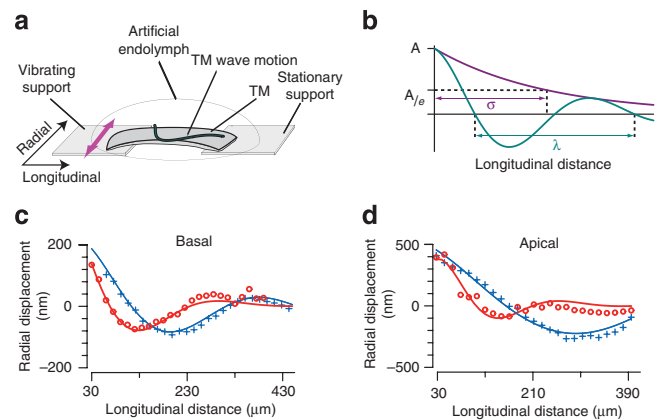 a
Artificial
endolymph
TM wave motion
TM
Vibrating
support
Stationary
support
Radial
Longitudinal
b
A
A/e
σ
λ
Longitudinal distance
c
Basal
200
0
–200
Radial displacement
(nm)
30
230
430
Longitudinal distance (µm)
d
Apical
500
0
–500
Radial displacement
(nm)
30
210
390
Longitudinal distance (µm)